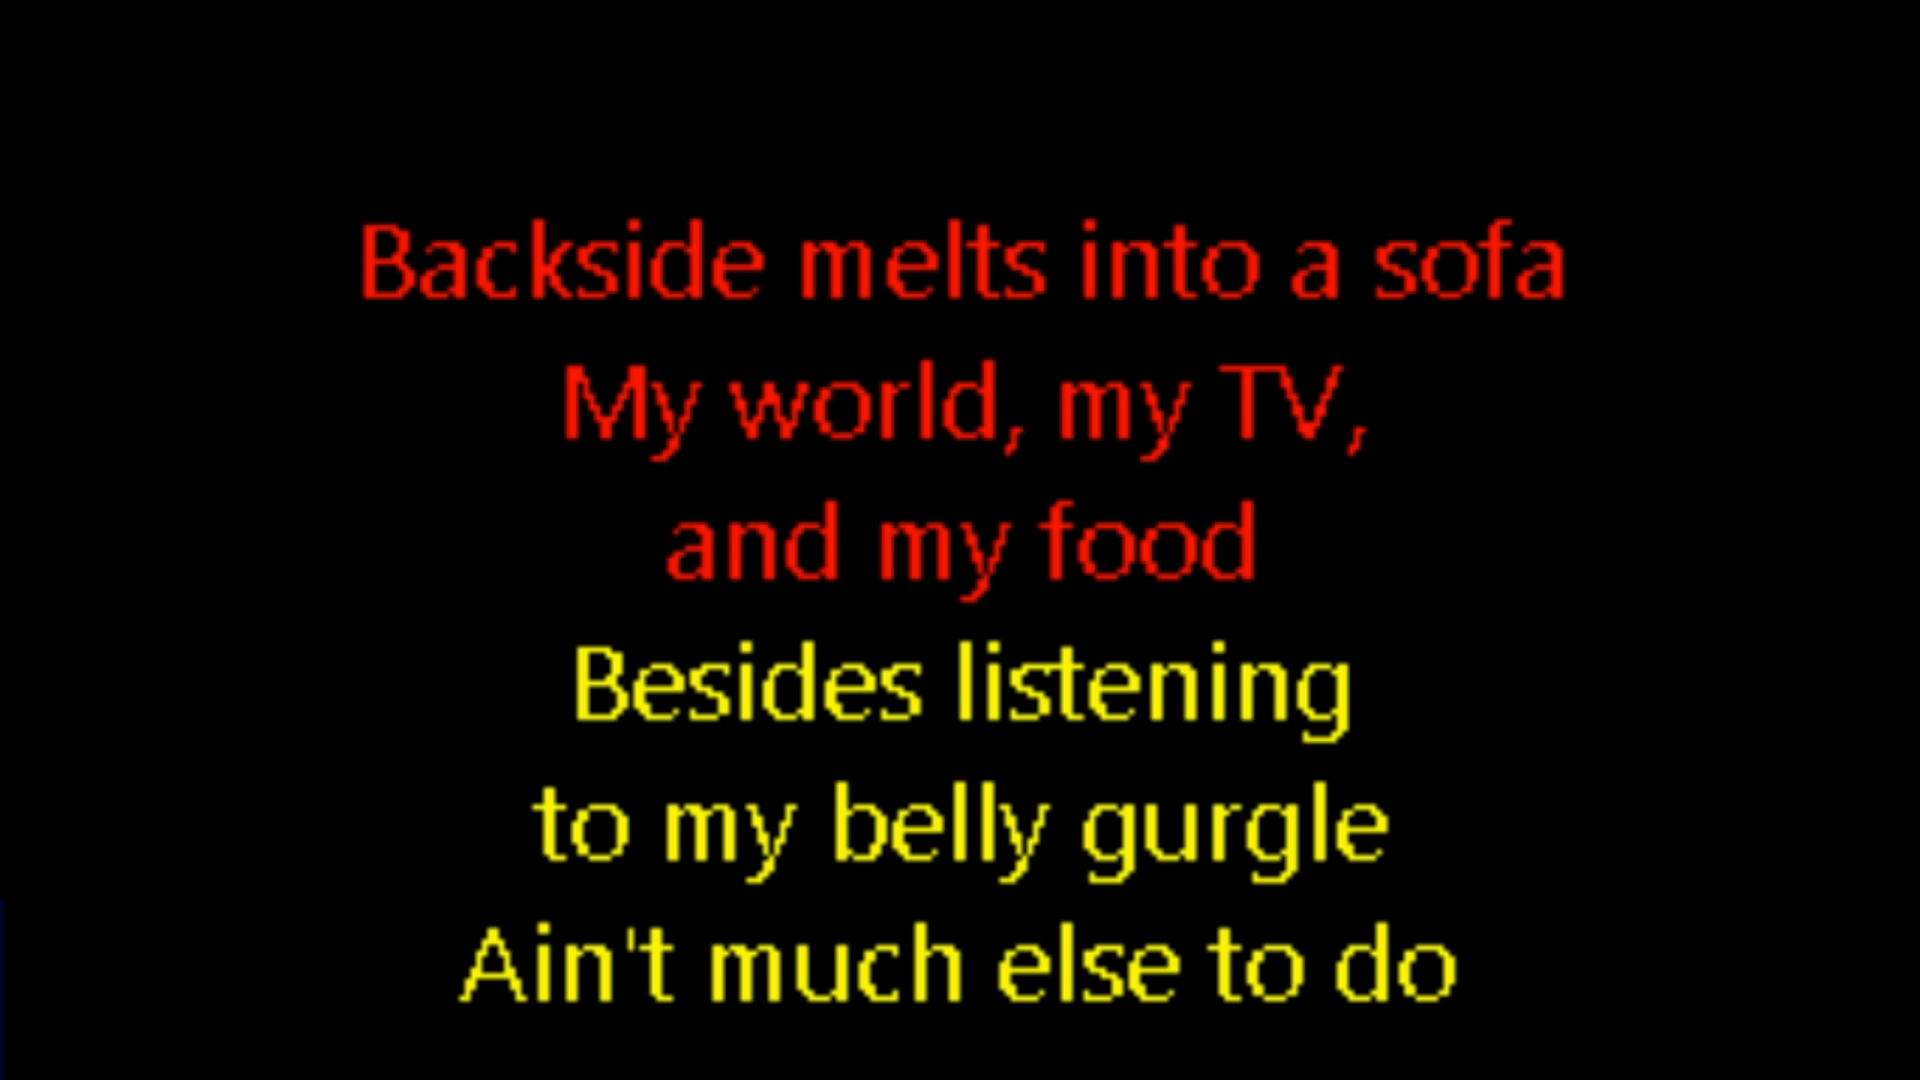 Backside melts into a sofa
My world, my TV,
and my food
Besides listening
to my belly gurgle
Ain't much else to do